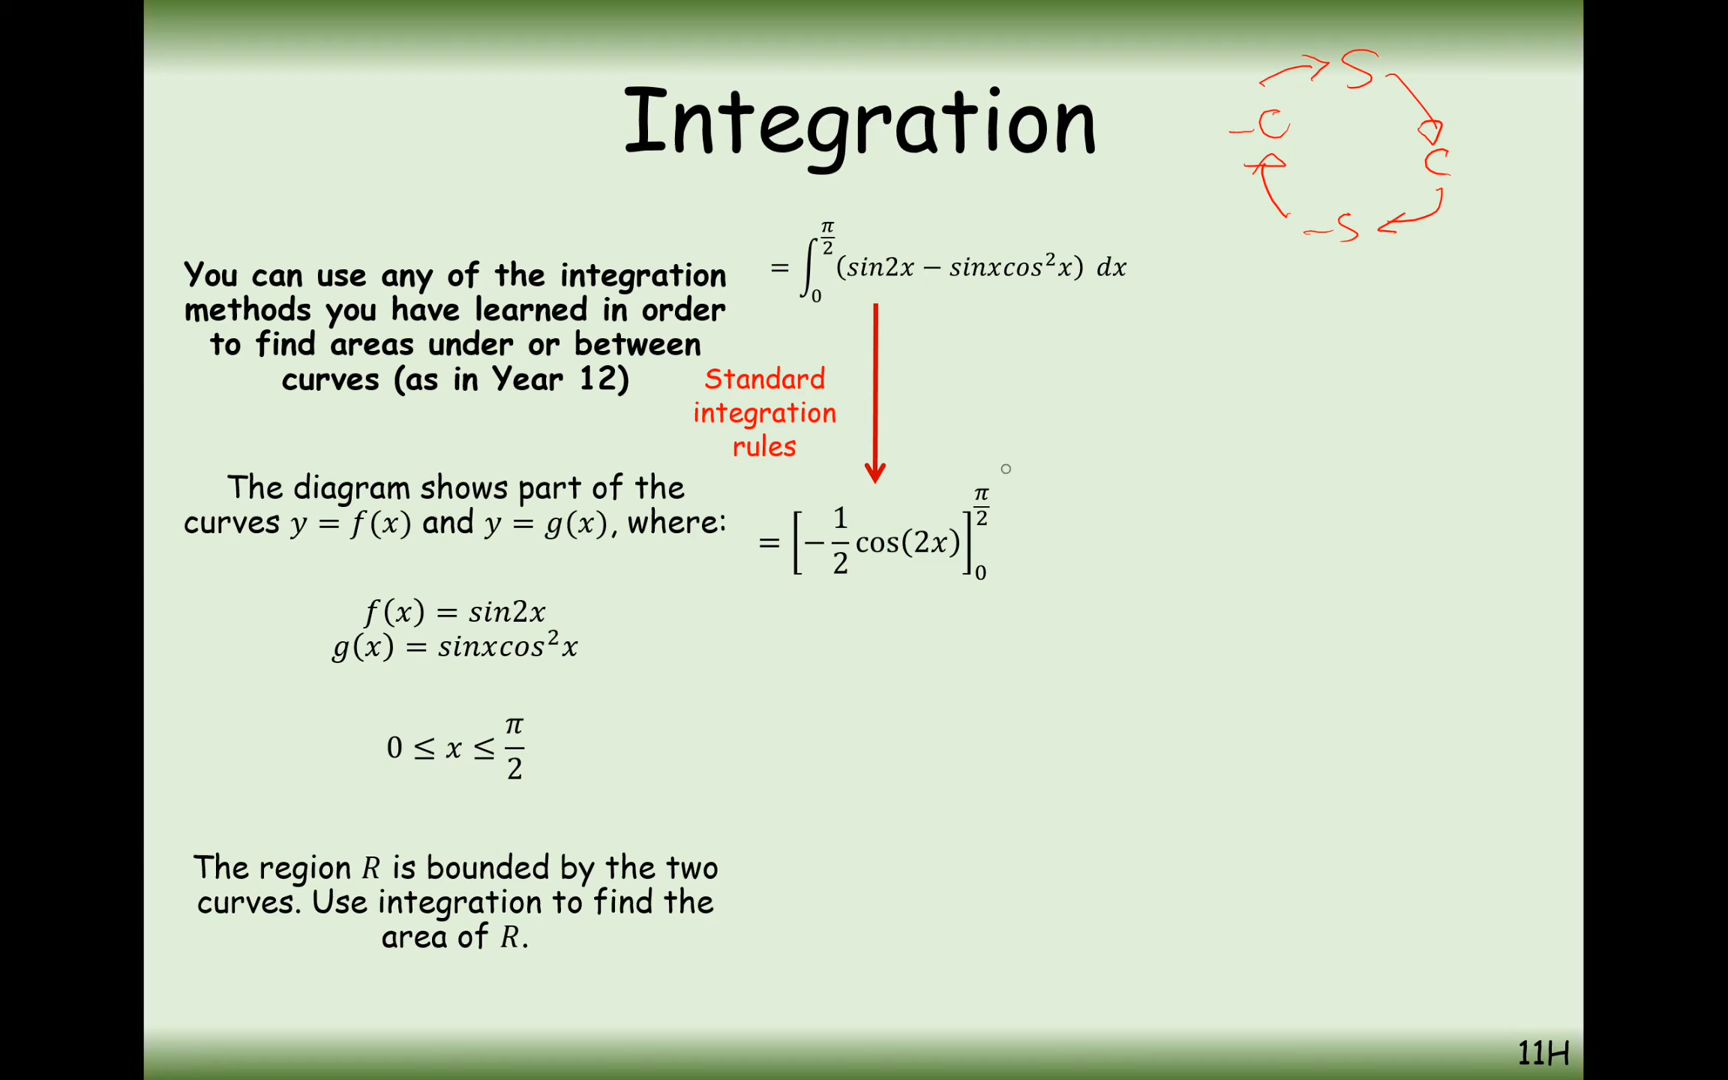 Integration
S
C
-S
-C
You can use any of the integration
methods you have learned in order
to find areas under or between
curves (as in Year 12)
The diagram shows part of the
curves y = f(x) and y = g(x), where:
f(x) = sin2x
g(x) = sinxcos²x
0 ≤ x ≤ π/2
The region R is bounded by the two
curves. Use integration to find the
area of R.
= ∫₀^(π/2) (sin2x − sinxcos²x) dx
Standard
integration
rules
= [−1/2 cos(2x)]₀^(π/2)
11H